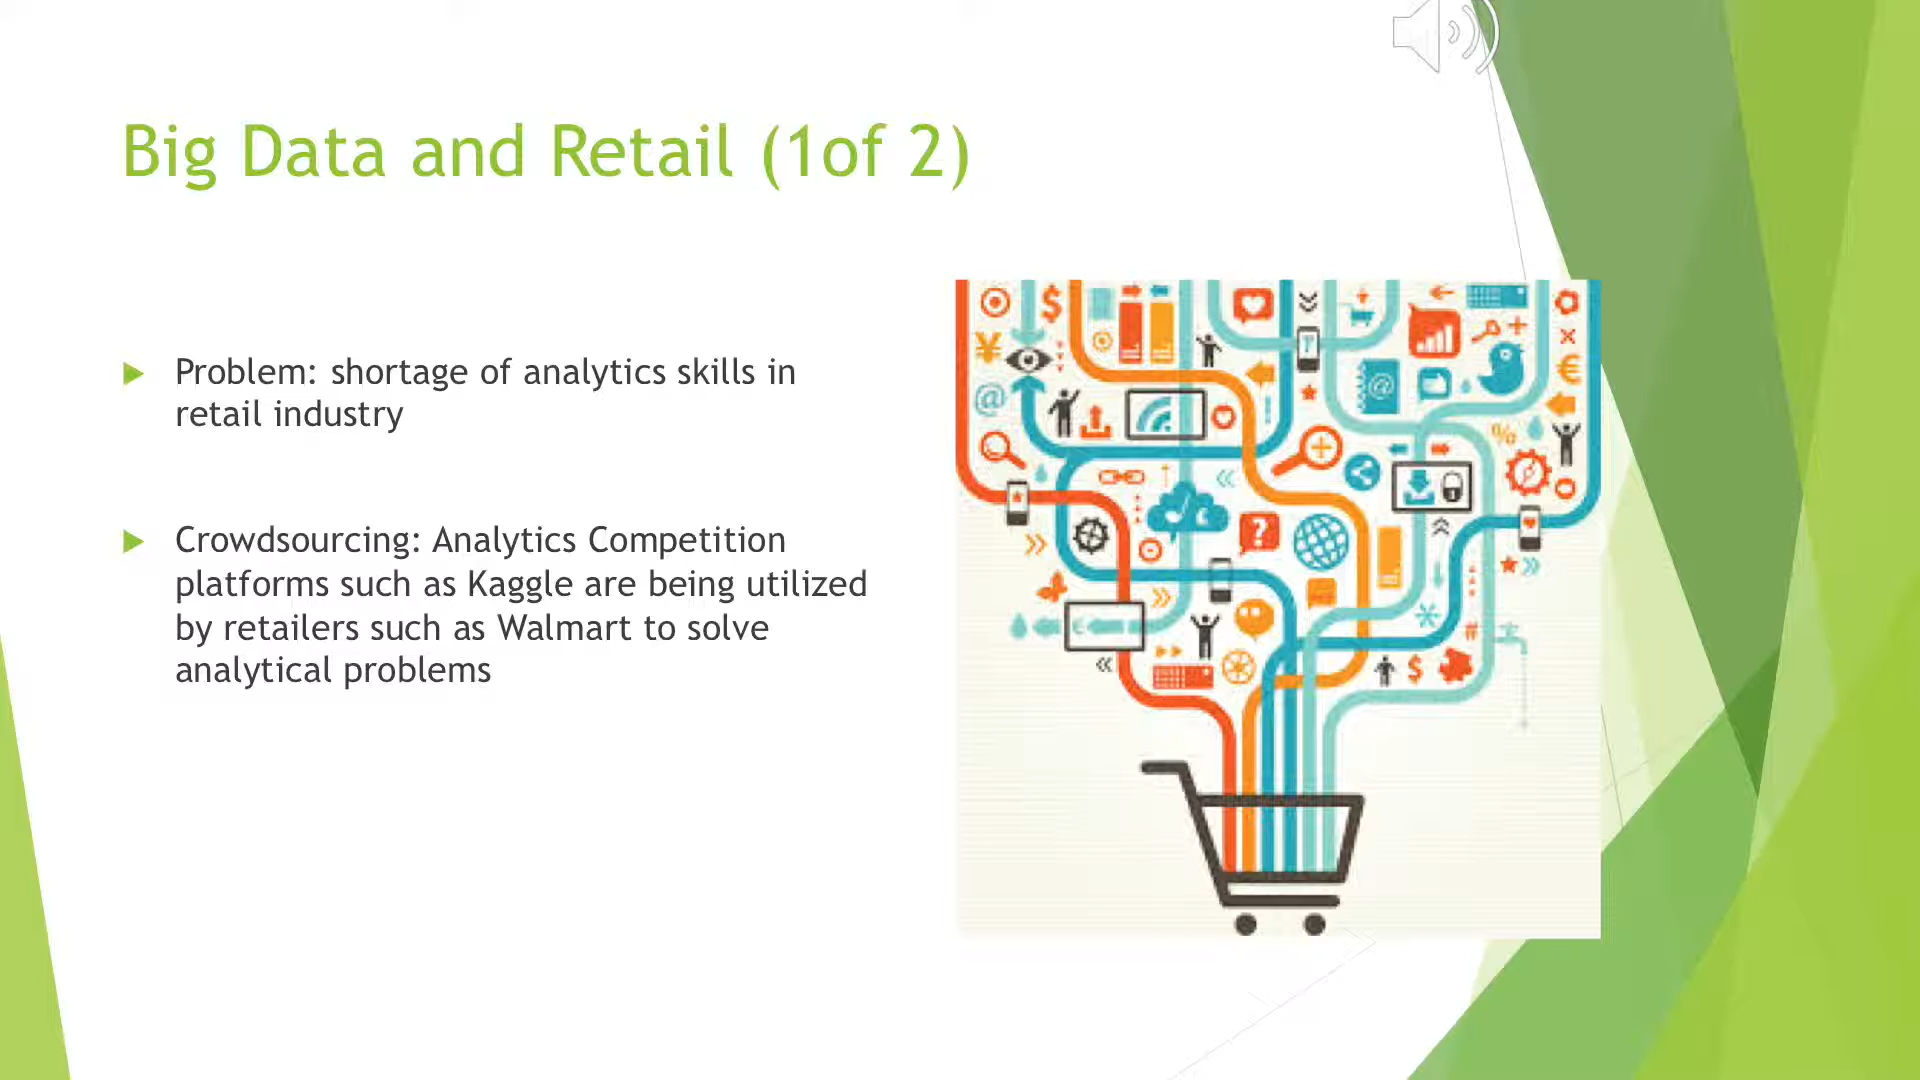 Big Data and Retail (1of 2)
Problem: shortage of analytics skills in
retail industry
Crowdsourcing: Analytics Competition
platforms such as Kaggle are being utilized
by retailers such as Walmart to solve
analytical problems